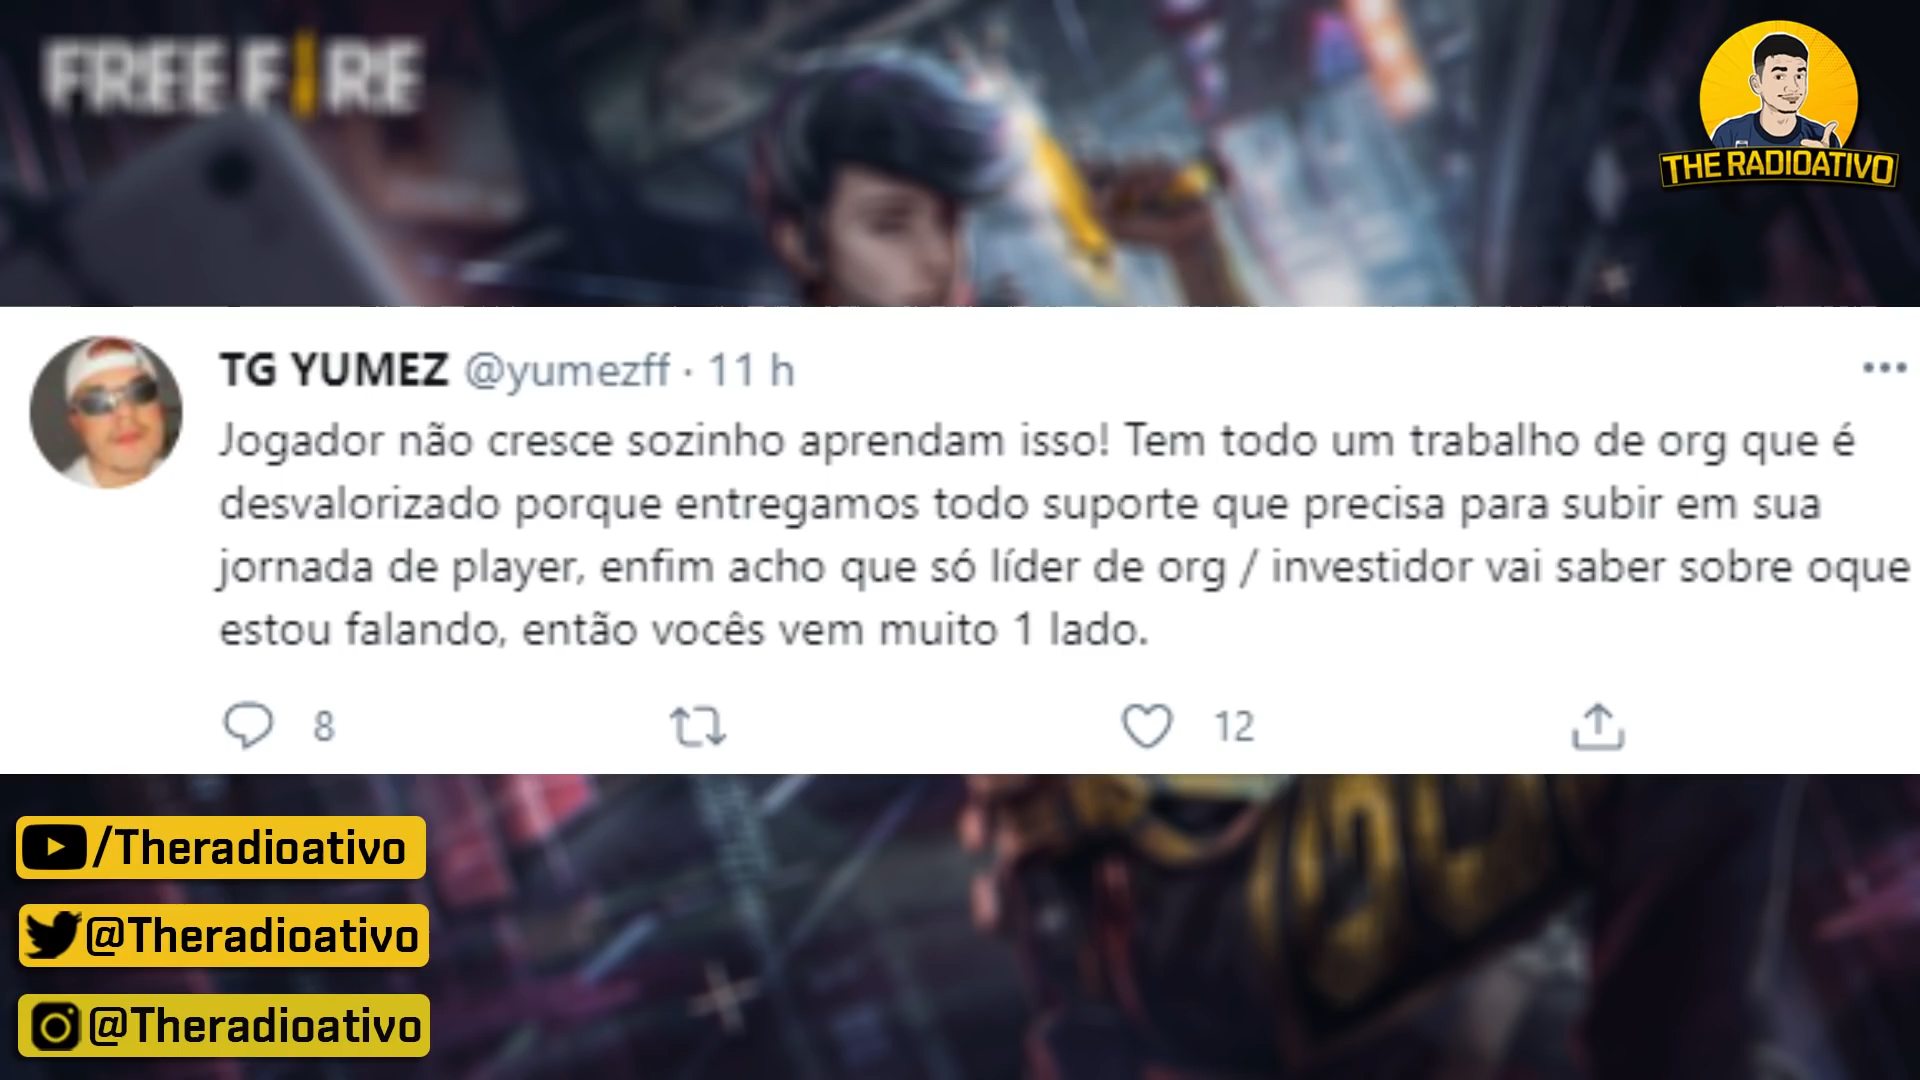 FREE FIRE
THE RADIOATIVO
TG YUMEZ @yumezff · 11 h
Jogador não cresce sozinho aprendam isso! Tem todo um trabalho de org que é
desvalorizado porque entregamos todo suporte que precisa para subir em sua
jornada de player, enfim acho que só líder de org / investidor vai saber sobre oque
estou falando, então vocês vem muito 1 lado.
8 12
/Theradioativo
@Theradioativo
@Theradioativo